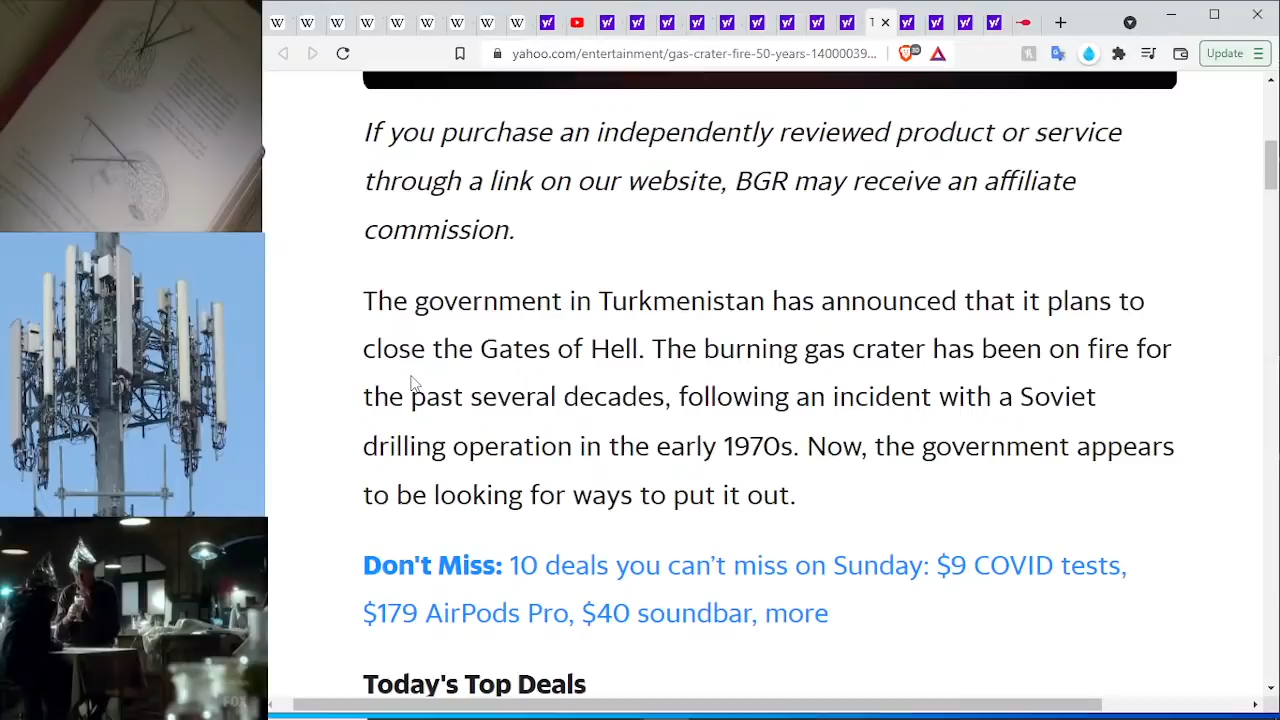 yahoo.com/entertainment/gas-crater-fire-50-years-14000039...
Update
If you purchase an independently reviewed product or service
through a link on our website, BGR may receive an affiliate
commission.
The government in Turkmenistan has announced that it plans to
close the Gates of Hell. The burning gas crater has been on fire for
the past several decades, following an incident with a Soviet
drilling operation in the early 1970s. Now, the government appears
to be looking for ways to put it out.
Don't Miss: 10 deals you can’t miss on Sunday: $9 COVID tests,
$179 AirPods Pro, $40 soundbar, more
Today's Top Deals
FOX